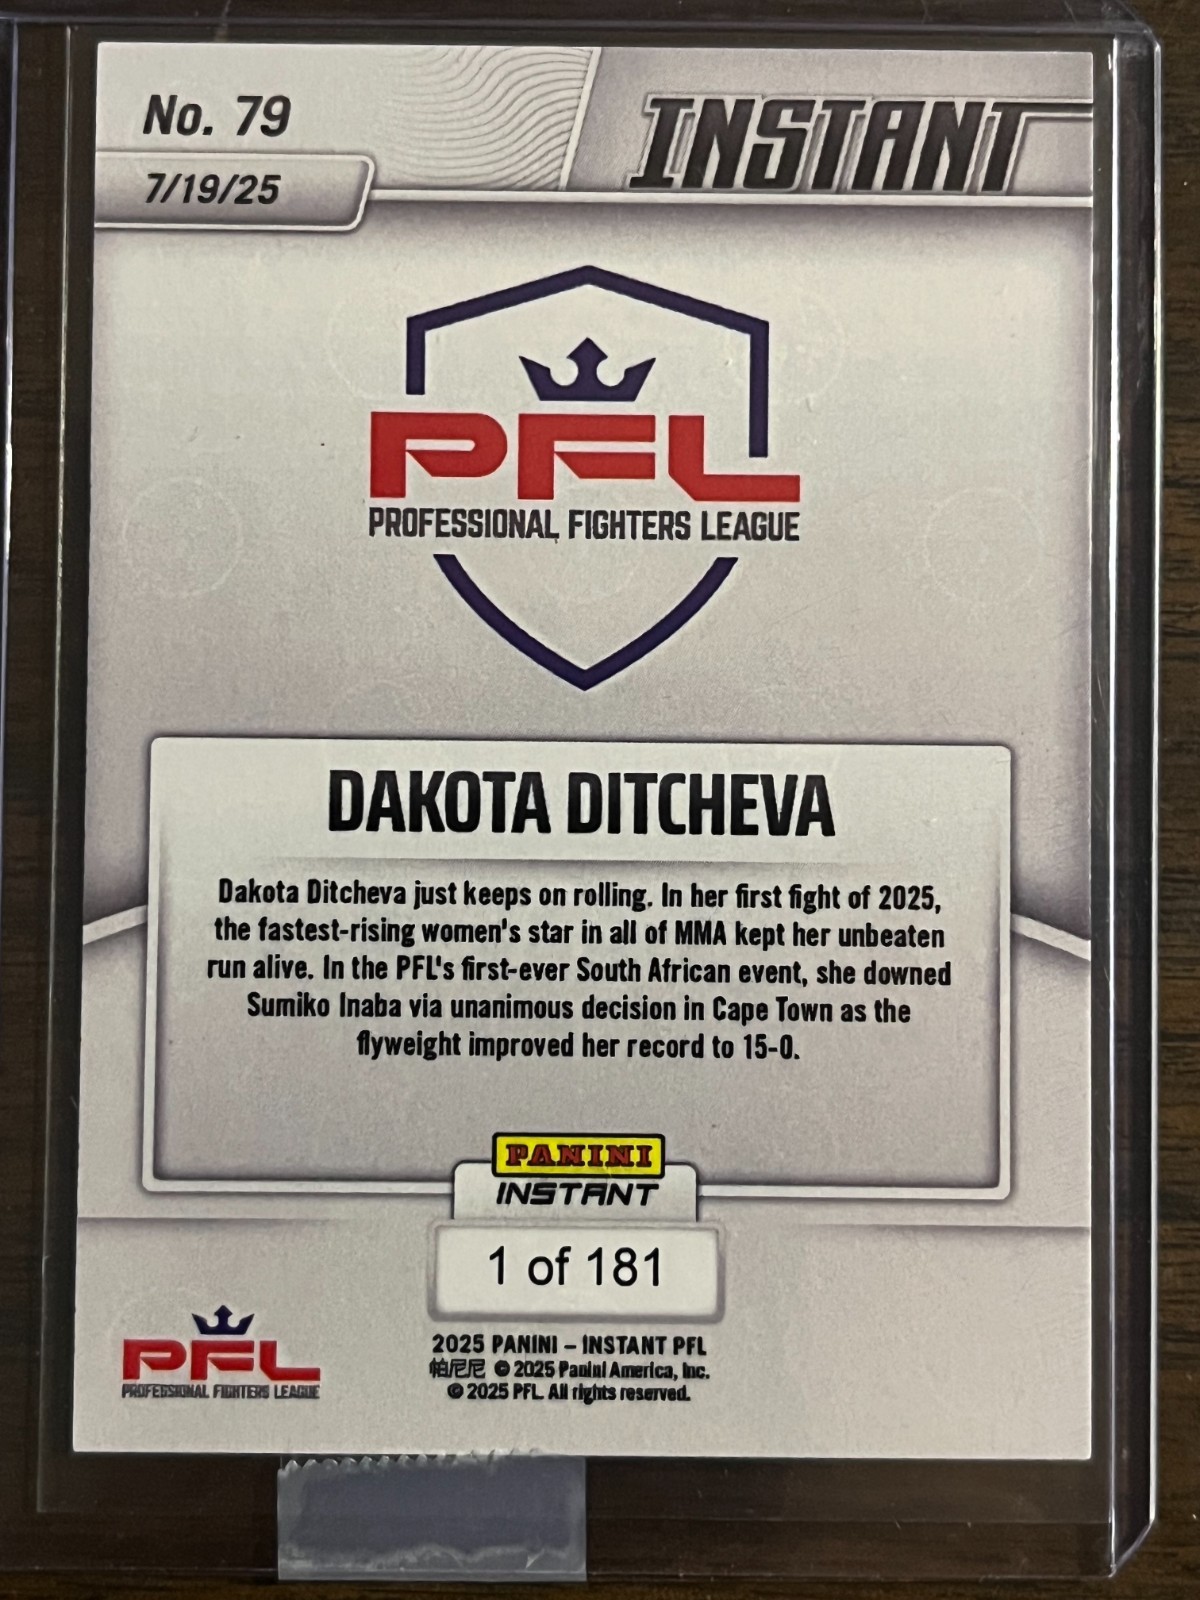 No. 79
INSTANT
7/19/25
PFL
PROFESSIONAL FIGHTERS LEAGUE
DAKOTA DITCHEVA
Dakota Ditcheva just keeps on rolling. In her first fight of 2025,
the fastest-rising women's star in all of MMA kept her unbeaten
run alive. In the PFL's first-ever South African event, she downed
Sumiko Inaba via unanimous decision in Cape Town as the
flyweight improved her record to 15-0.
PANINI
INSTANT
1 of 181
PFL
PROFESSIONAL FIGHTERS LEAGUE
2025 PANINI – INSTANT PFL
帕尼尼 © 2025 Panini America, Inc.
© 2025 PFL. All rights reserved.